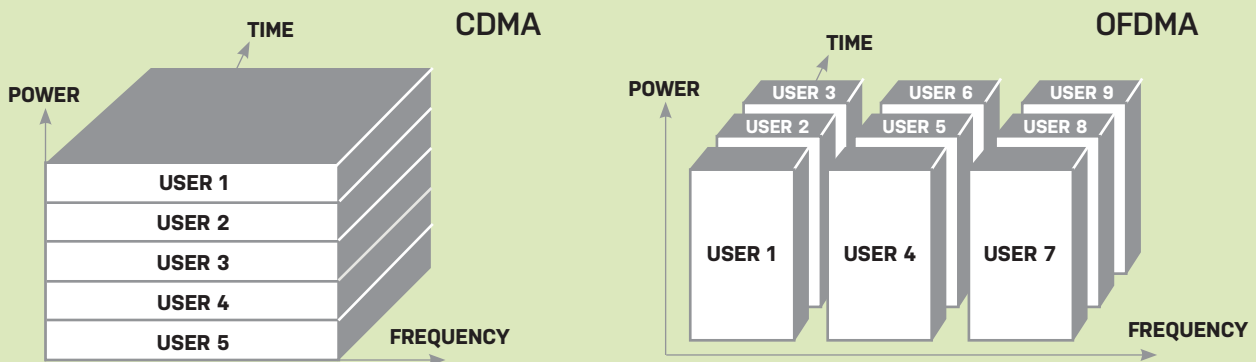 CDMA
TIME
POWER
USER 1
USER 2
USER 3
USER 4
USER 5
FREQUENCY
OFDMA
TIME
POWER
USER 3 USER 6 USER 9
USER 2 USER 5 USER 8
USER 1 USER 4 USER 7
FREQUENCY